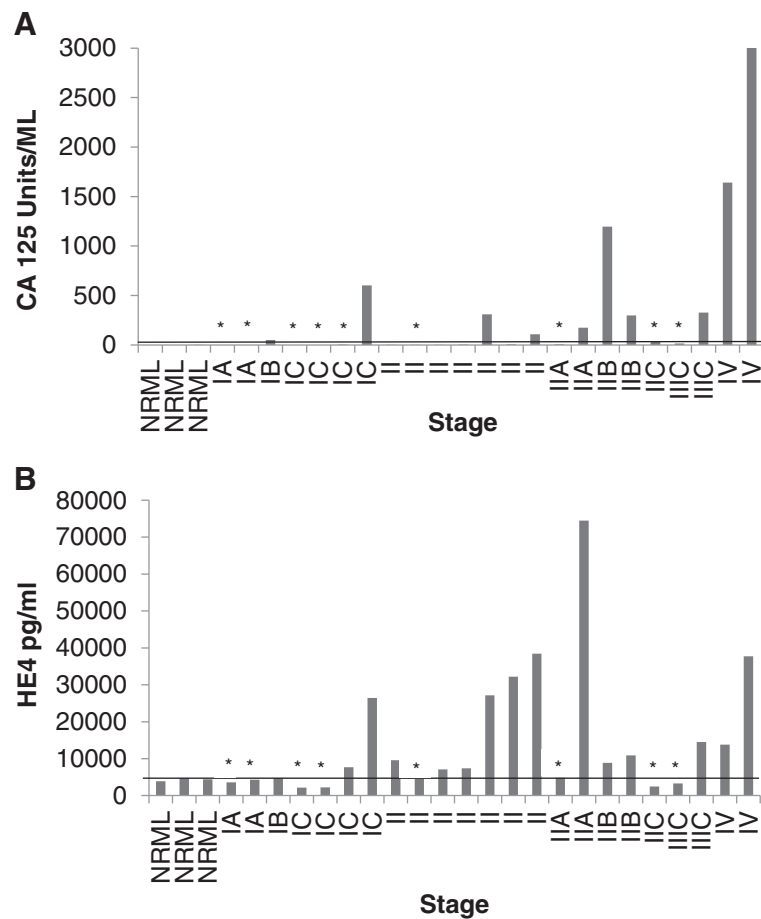 A
CA 125 Units/ML
3000
2500
2000
1500
1000
500
0
* * * * * * * * *
NRML NRML NRML IA IA IB IC IC IC IC II II II II II II II IIA IIA IIB IIB IIC IIIC IIIC IV IV
Stage
B
HE4 pg/ml
80000
70000
60000
50000
40000
30000
20000
10000
0
* * * * * * * *
NRML NRML NRML IA IA IB IC IC IC IC II II II II II II II IIA IIA IIB IIB IIC IIIC IIIC IV IV
Stage